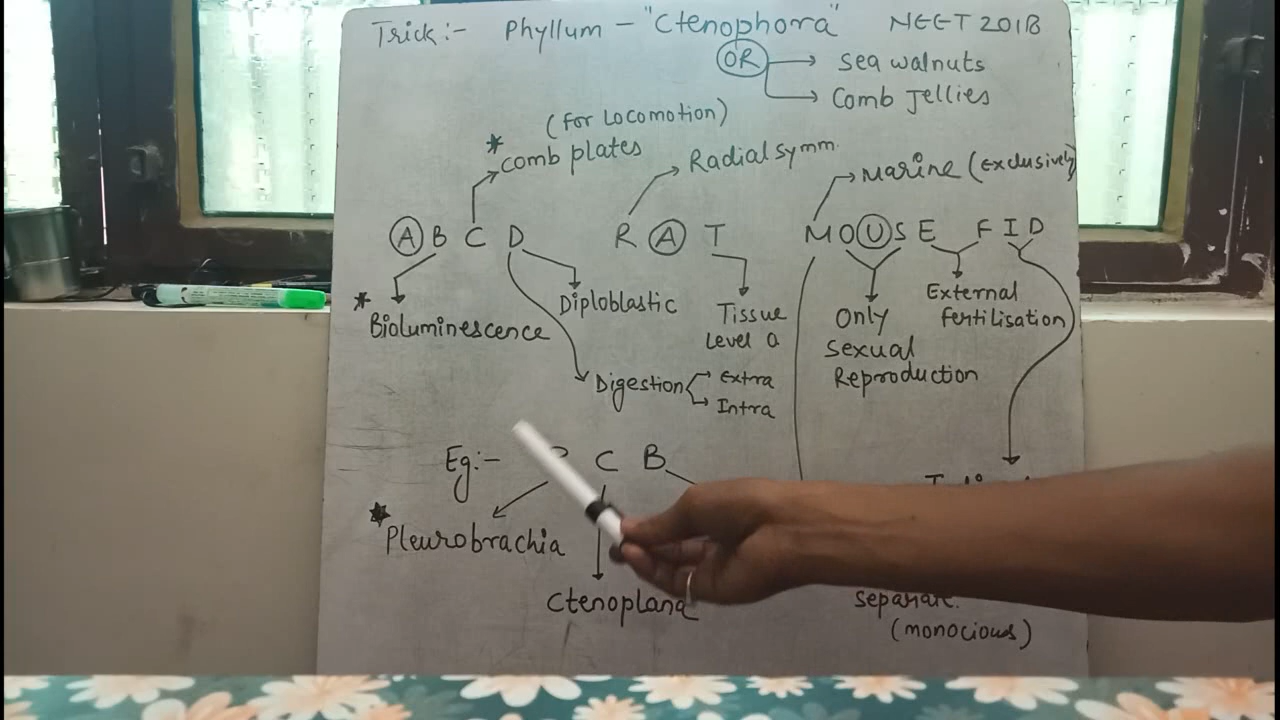 Trick:- Phyllum - "Ctenophora" NEET 2018
OR
sea walnuts
Comb Jellies
(for Locomotion)
* comb plates
Radial symm.
Marine (exclusively)
A B C D R A T M O U S E F I D
* Bioluminescence
Diploblastic
Tissue
Level O
Only
Sexual
Reproduction
External
fertilisation
Digestion
Extra
Intra
Eg:- C B
* Pleurobrachia
Ctenoplana
separate.
(monocious)